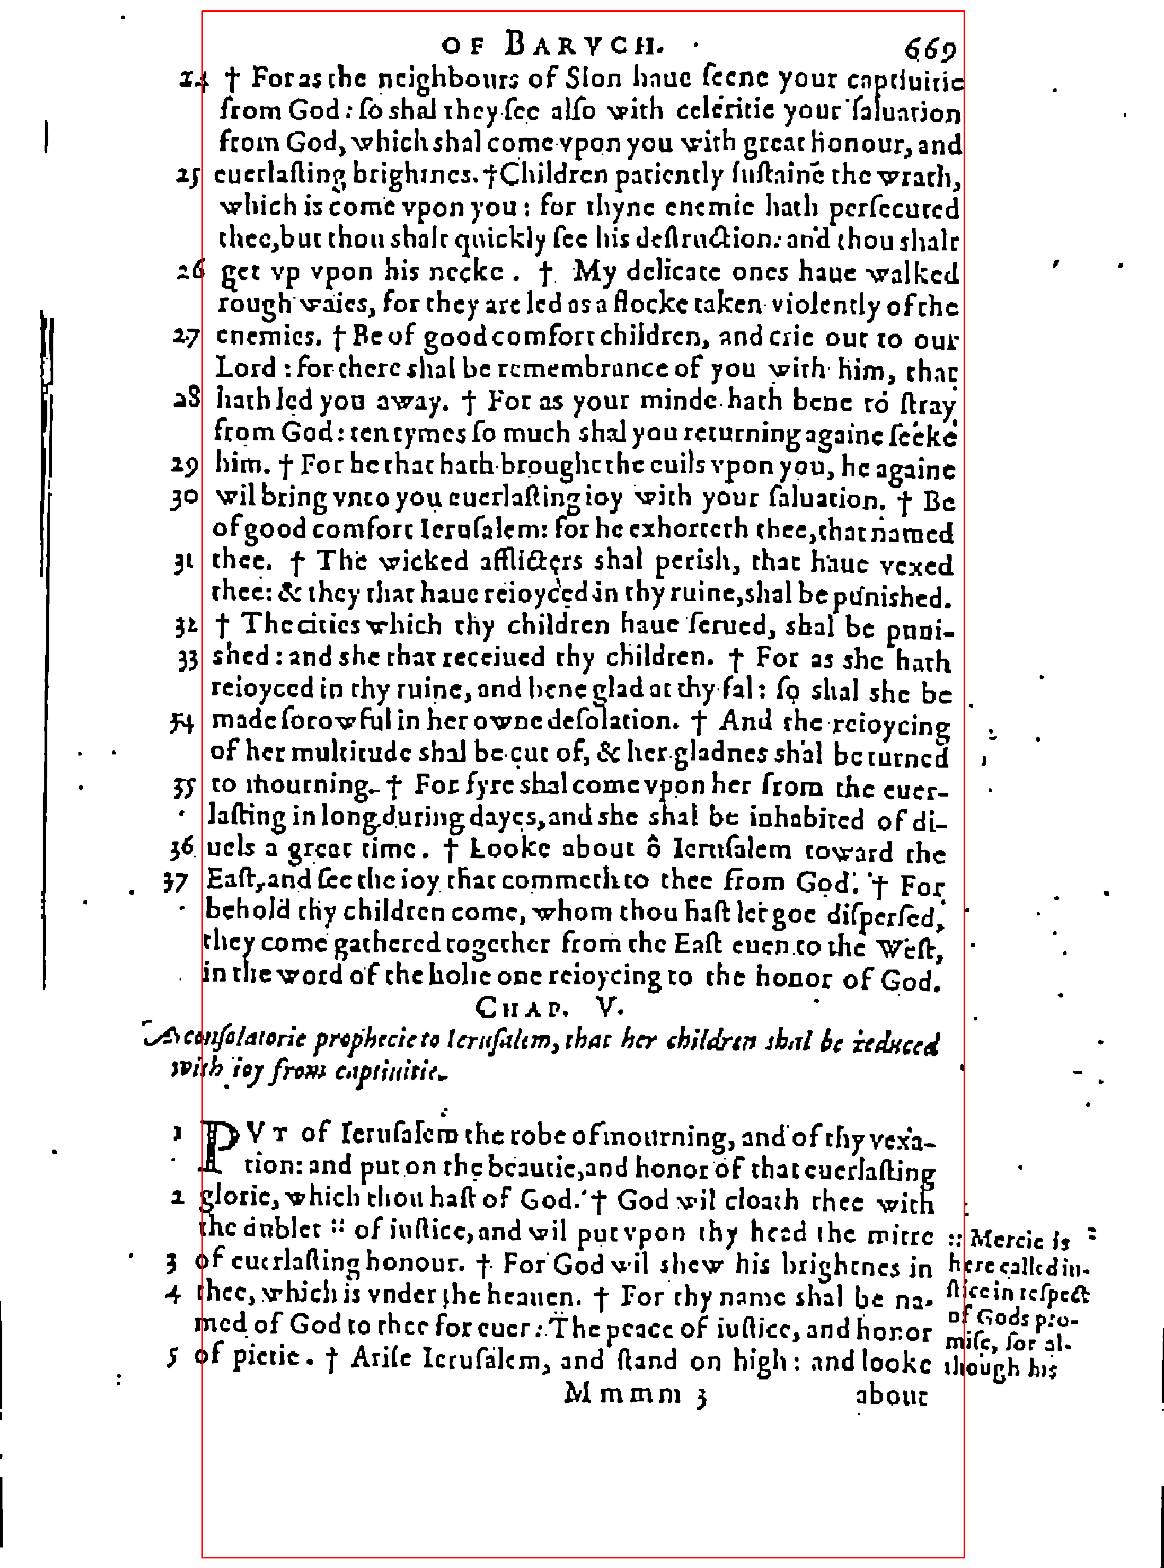 OF BARVCH. 669
24 † For as the neighbours of Sion haue ſeene your captiuitie
from God: ſo shal they ſee alſo with celeritie your ſaluation
from God, which shal come vpon you with great honour, and
25 euerlaſting brightnes. † Children patiently ſuſtaine the wrath,
which is come vpon you: for thyne enemie hath perſecuted
thee, but thou shalt quickly ſee his deſtruction: and thou shalt
26 get vp vpon his necke. † My delicate ones haue walked
rough waies, for they are led as a flocke taken violently of the
27 enemies. † Be of good comfort children, and crie out to our
Lord: for there shal be remembrance of you with him, that
28 hath led you away. † For as your minde hath bene to ſtray
from God: ten tymes ſo much shal you returning againe ſeeke
29 him. † For he that hath brought the euils vpon you, he againe
30 wil bring vnto you euerlaſting ioy with your ſaluation. † Be
of good comfort Ieruſalem: for he exhorteth thee, that named
31 thee. † The wicked afflicters shal perish, that haue vexed
thee: & they that haue reioyced in thy ruine, shal be punished.
32 † The cities which thy children haue ſerued, shal be puni-
33 shed: and she that receiued thy children. † For as she hath
reioyced in thy ruine, and bene glad at thy fal: ſo shal she be
34 made ſorowful in her owne deſolation. † And the reioycing
of her multitude shal be cut of, & her gladnes shal be turned
35 to mourning. † For fyre shal come vpon her from the euer-
laſting in long during dayes, and she shal be inhabited of di-
36 uels a great time. † Looke about ô Ieruſalem toward the
37 Eaſt, and ſee the ioy that commeth to thee from God. † For
behold thy children come, whom thou haſt let goe diſperſed,
they come gathered together from the Eaſt euen to the Weſt,
in the word of the holie one reioycing to the honor of God.
CHAP. V.
A conſolatorie prophecie to Ieruſalem, that her children shal be reduced
with ioy from captiuitie.
1 PVT of Ieruſalem the robe of mourning, and of thy vexa-
tion: and put on the beautie, and honor of that euerlaſting
2 glorie, which thou haſt of God. † God wil cloath thee with
the dublet :: of iuſtice, and wil put vpon thy head the mitre
3 of euerlaſting honour. † For God wil shew his brightnes in
4 thee, which is vnder the heauen. † For thy name shal be na-
med of God to thee for euer: The peace of iuſtice, and honor
5 of pietie. † Ariſe Ieruſalem, and ſtand on high: and looke
:: Mercie is
here called iu-
ſtice in reſpect
of Gods pro-
miſe, for al-
though his
Mmmm 3 about